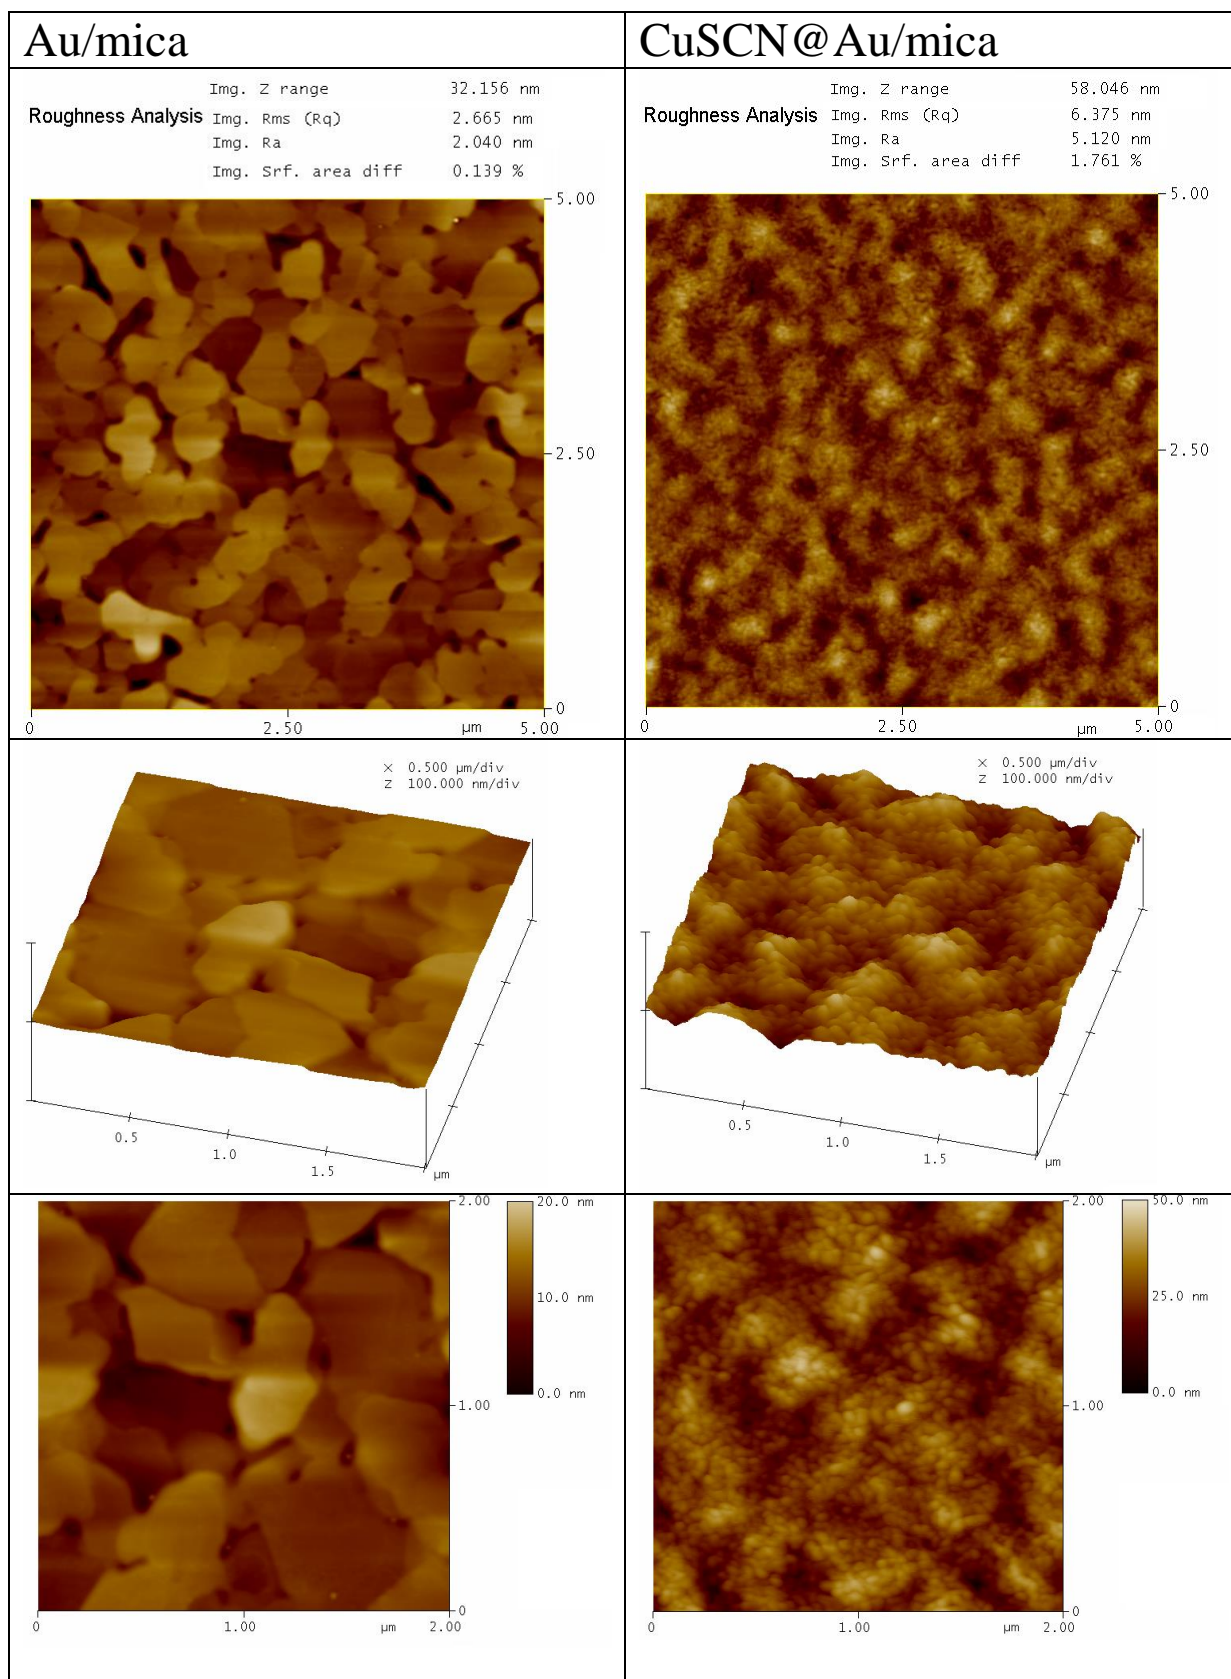 Au/mica
CuSCN@Au/mica
Img. Z range 32.156 nm
Roughness Analysis Img. Rms (Rq) 2.665 nm
Img. Ra 2.040 nm
Img. Srf. area diff 0.139 %
5.00
2.50
0
0 2.50 µm 5.00
Img. Z range 58.046 nm
Roughness Analysis Img. Rms (Rq) 6.375 nm
Img. Ra 5.120 nm
Img. Srf. area diff 1.761 %
5.00
2.50
0
0 2.50 µm 5.00
X 0.500 µm/div
Z 100.000 nm/div
0.5
1.0
1.5
µm
X 0.500 µm/div
Z 100.000 nm/div
0.5
1.0
1.5
µm
2.00
1.00
0
0 1.00 µm 2.00
20.0 nm
10.0 nm
0.0 nm
2.00
1.00
0
0 1.00 µm 2.00
50.0 nm
25.0 nm
0.0 nm